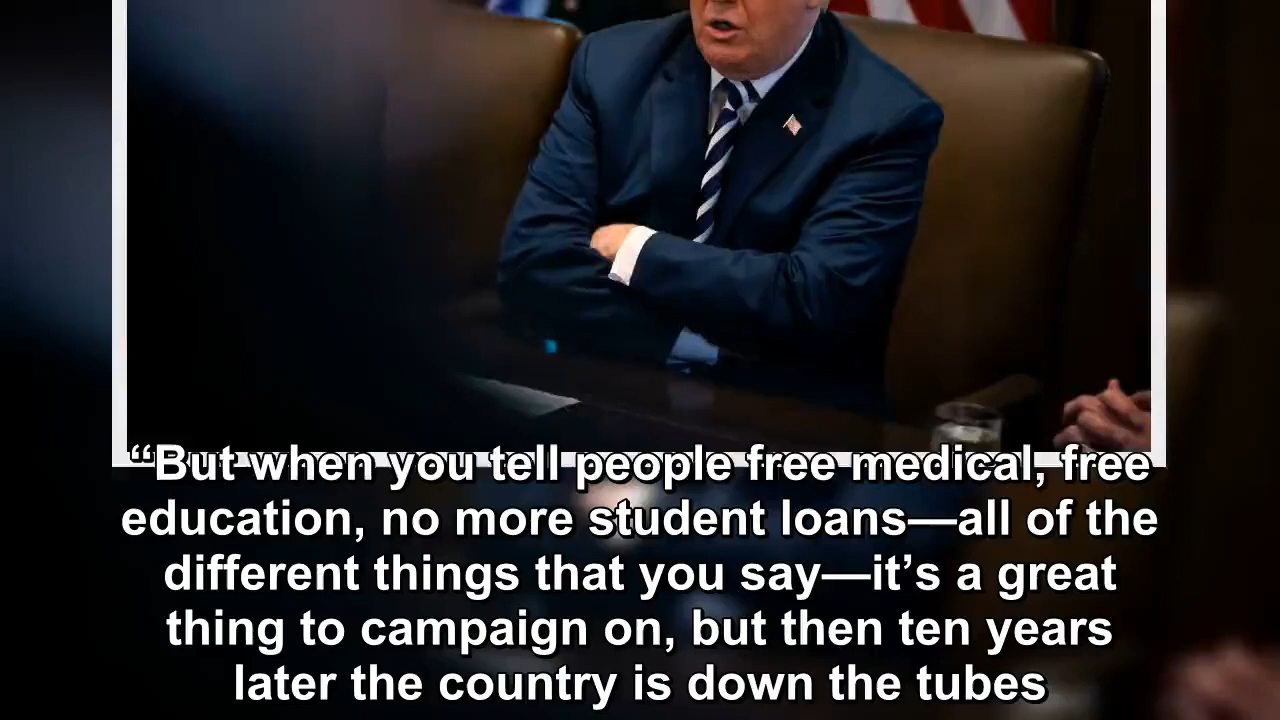 “But when you tell people free medical, free
education, no more student loans—all of the
different things that you say—it’s a great
thing to campaign on, but then ten years
later the country is down the tubes